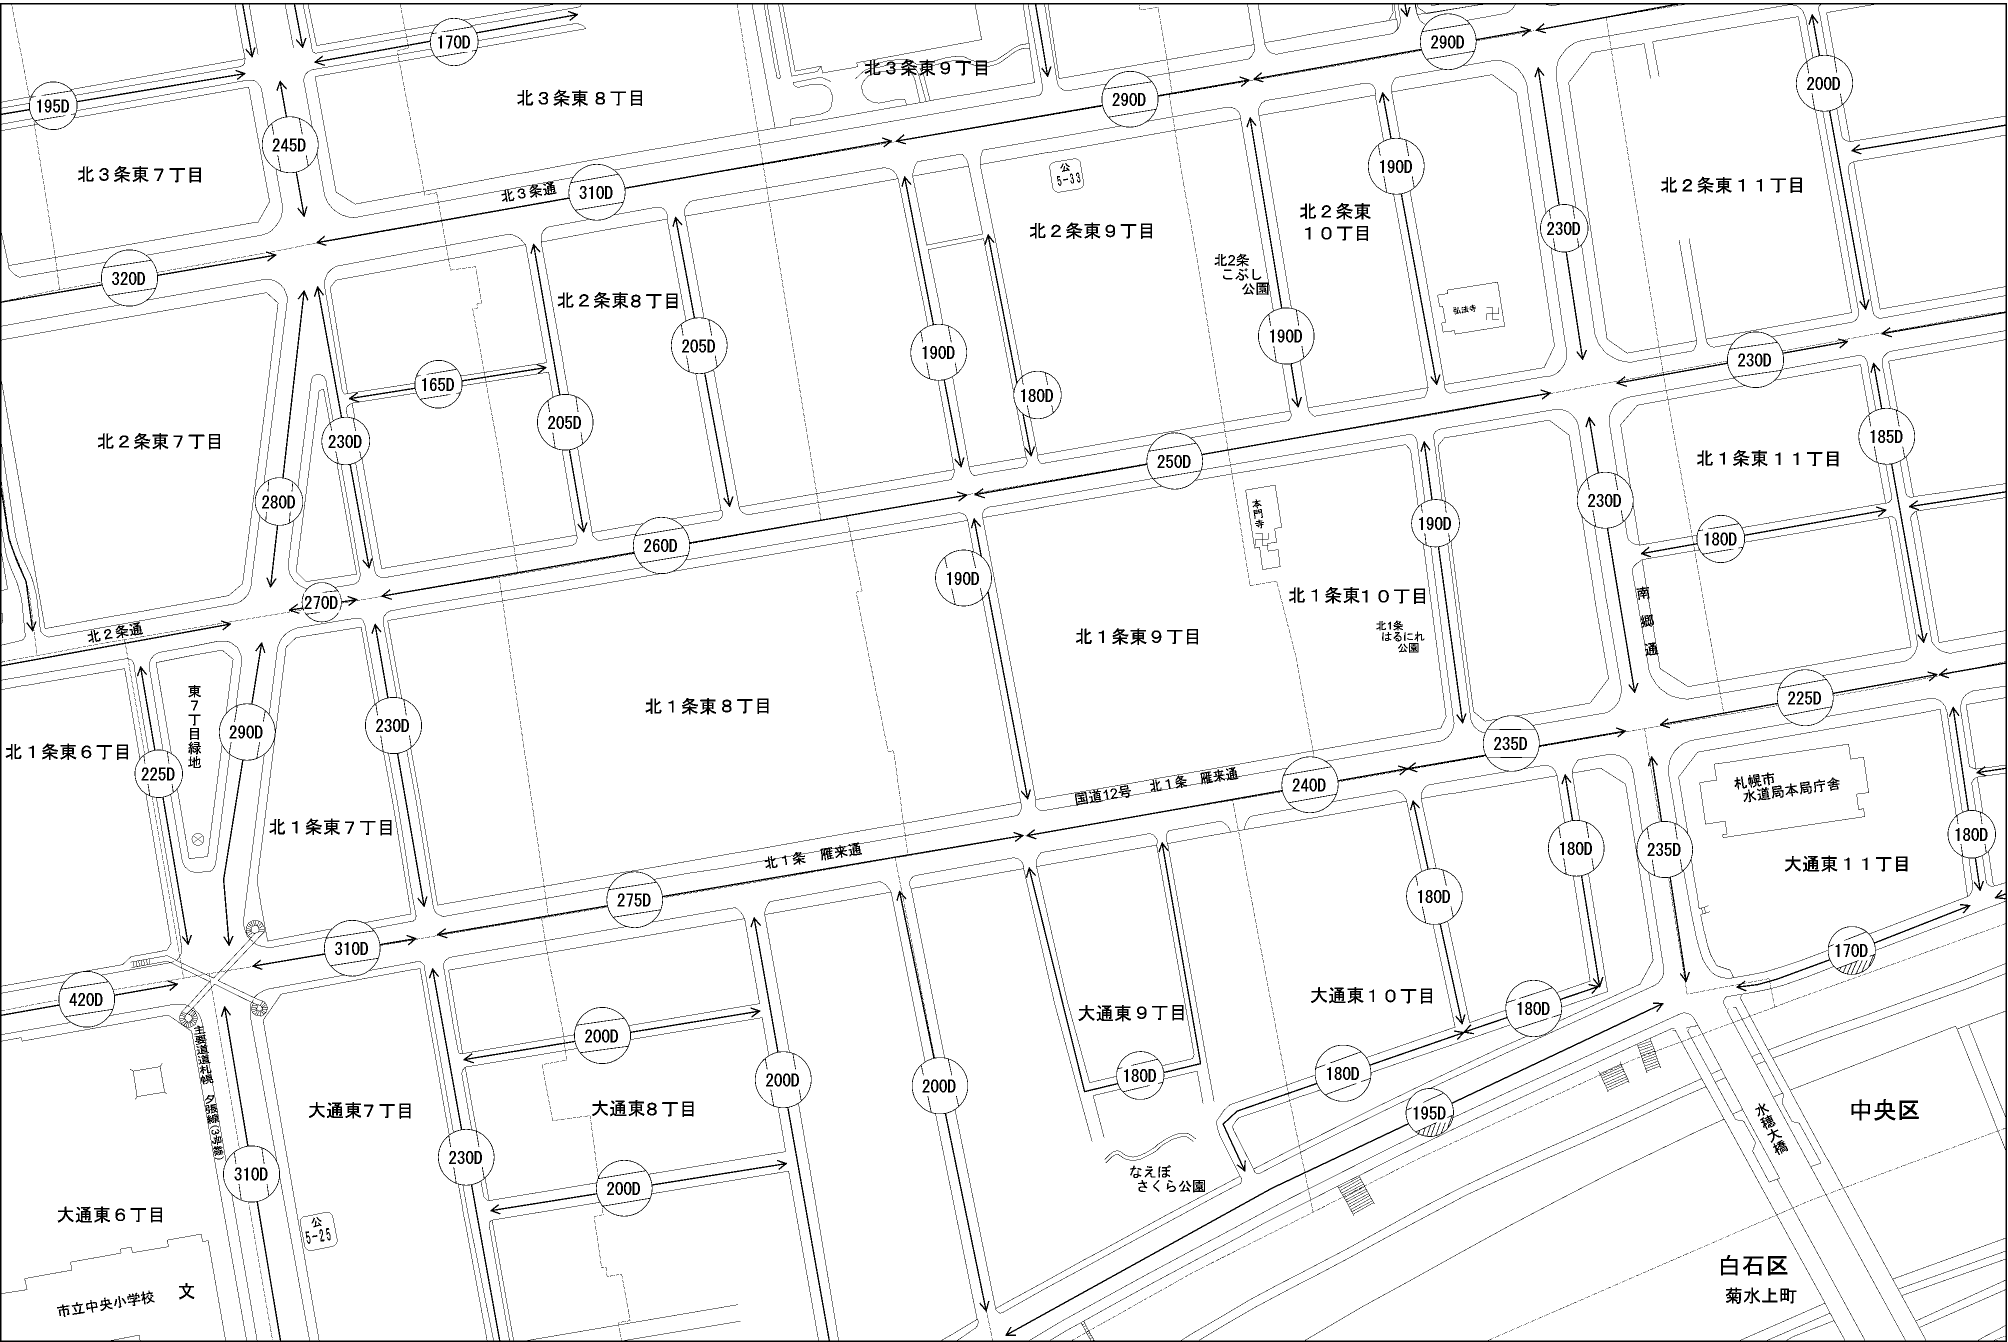 170D
290D
195D
北３条東９丁目
290D
200D
北３条東８丁目
245D
公
5-33
190D
北３条東７丁目
北３条通
310D
北２条東１１丁目
北２条東９丁目
北２条東
１０丁目
230D
320D
北２条東８丁目
北2条
こぶし
公園
弘法寺
205D
190D
190D
230D
165D
180D
205D
230D
北２条東７丁目
250D
185D
北１条東１１丁目
280D
本門寺
190D
230D
260D
180D
190D
270D
北１条東１０丁目
南郷通
北２条通
北１条東９丁目
北1条
はるにれ
公園
東７丁目緑地
北１条東８丁目
225D
290D
230D
235D
北１条東６丁目
225D
国道12号 北１条 雁来通
240D
札幌市
水道局本局庁舎
北１条東７丁目
北１条 雁来通
180D
235D
180D
大通東１１丁目
275D
180D
310D
170D
420D
大通東１０丁目
180D
大通東９丁目
主要道道札幌 夕張線(3号線)
200D
180D
180D
200D
200D
大通東７丁目
大通東８丁目
195D
水穂大橋
中央区
310D
230D
200D
なえぼ
さくら公園
大通東６丁目
公
5-25
白石区
菊水上町
市立中央小学校
文